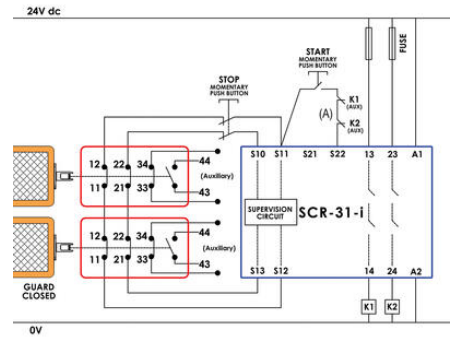 24V dc
START
MOMENTARY
PUSH BUTTON
FUSE
STOP
MOMENTARY
PUSH BUTTON
K1
(AUX)
(A)
K2
(AUX)
12 22 34 44
(Auxiliary)
11 21 33 43
S10 S11 S21 S22 13 23 A1
SUPERVISION
CIRCUIT
SCR-31-i
12 22 34 44
(Auxiliary)
11 21 33 43
S13 S12 14 24 A2
GUARD
CLOSED
K1 K2
0V